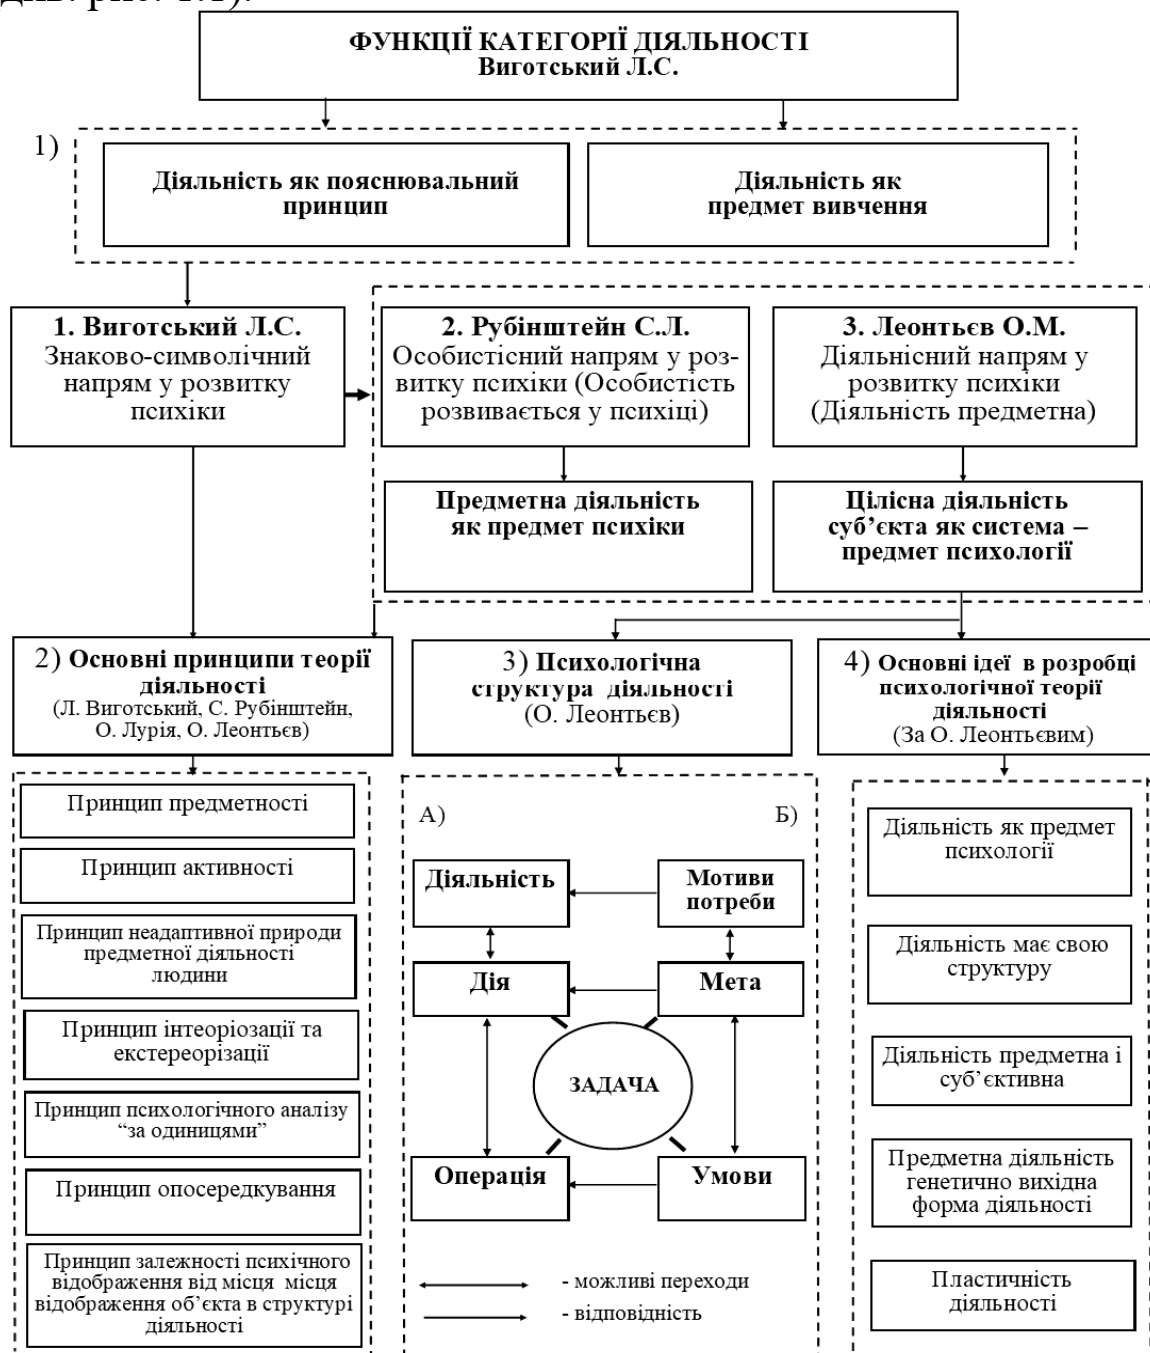 див. рис. 1.1).
ФУНКЦІЇ КАТЕГОРІЇ ДІЯЛЬНОСТІ
Виготський Л.С.
1)
Діяльність як пояснювальний
принцип
Діяльність як
предмет вивчення
1. Виготський Л.С.
Знаково-символічний
напрям у розвитку
психіки
2. Рубінштейн С.Л.
Особистісний напрям у роз-
витку психіки (Особистість
розвивається у психіці)
3. Леонтьєв О.М.
Діяльнісний напрям у
розвитку психіки
(Діяльність предметна)
Предметна діяльність
як предмет психіки
Цілісна діяльність
суб’єкта як система –
предмет психології
2) Основні принципи теорії
діяльності
(Л. Виготський, С. Рубінштейн,
О. Лурія, О. Леонтьєв)
3) Психологічна
структура діяльності
(О. Леонтьєв)
4) Основні ідеї в розробці
психологічної теорії
діяльності
(За О. Леонтьєвим)
Принцип предметності
Принцип активності
Принцип неадаптивної природи
предметної діяльності
людини
Принцип інтеоріозації та
екстереорізації
Принцип психологічного аналізу
“за одиницями”
Принцип опосередкування
Принцип залежності психічного
відображення від місця місця
відображення об’єкта в структурі
діяльності
А)
Б)
Діяльність
Мотиви
потреби
Дія
Мета
ЗАДАЧА
Операція
Умови
- можливі переходи
- відповідність
Діяльність як предмет
психології
Діяльність має свою
структуру
Діяльність предметна і
суб’єктивна
Предметна діяльність
генетично вихідна
форма діяльності
Пластичність
діяльності